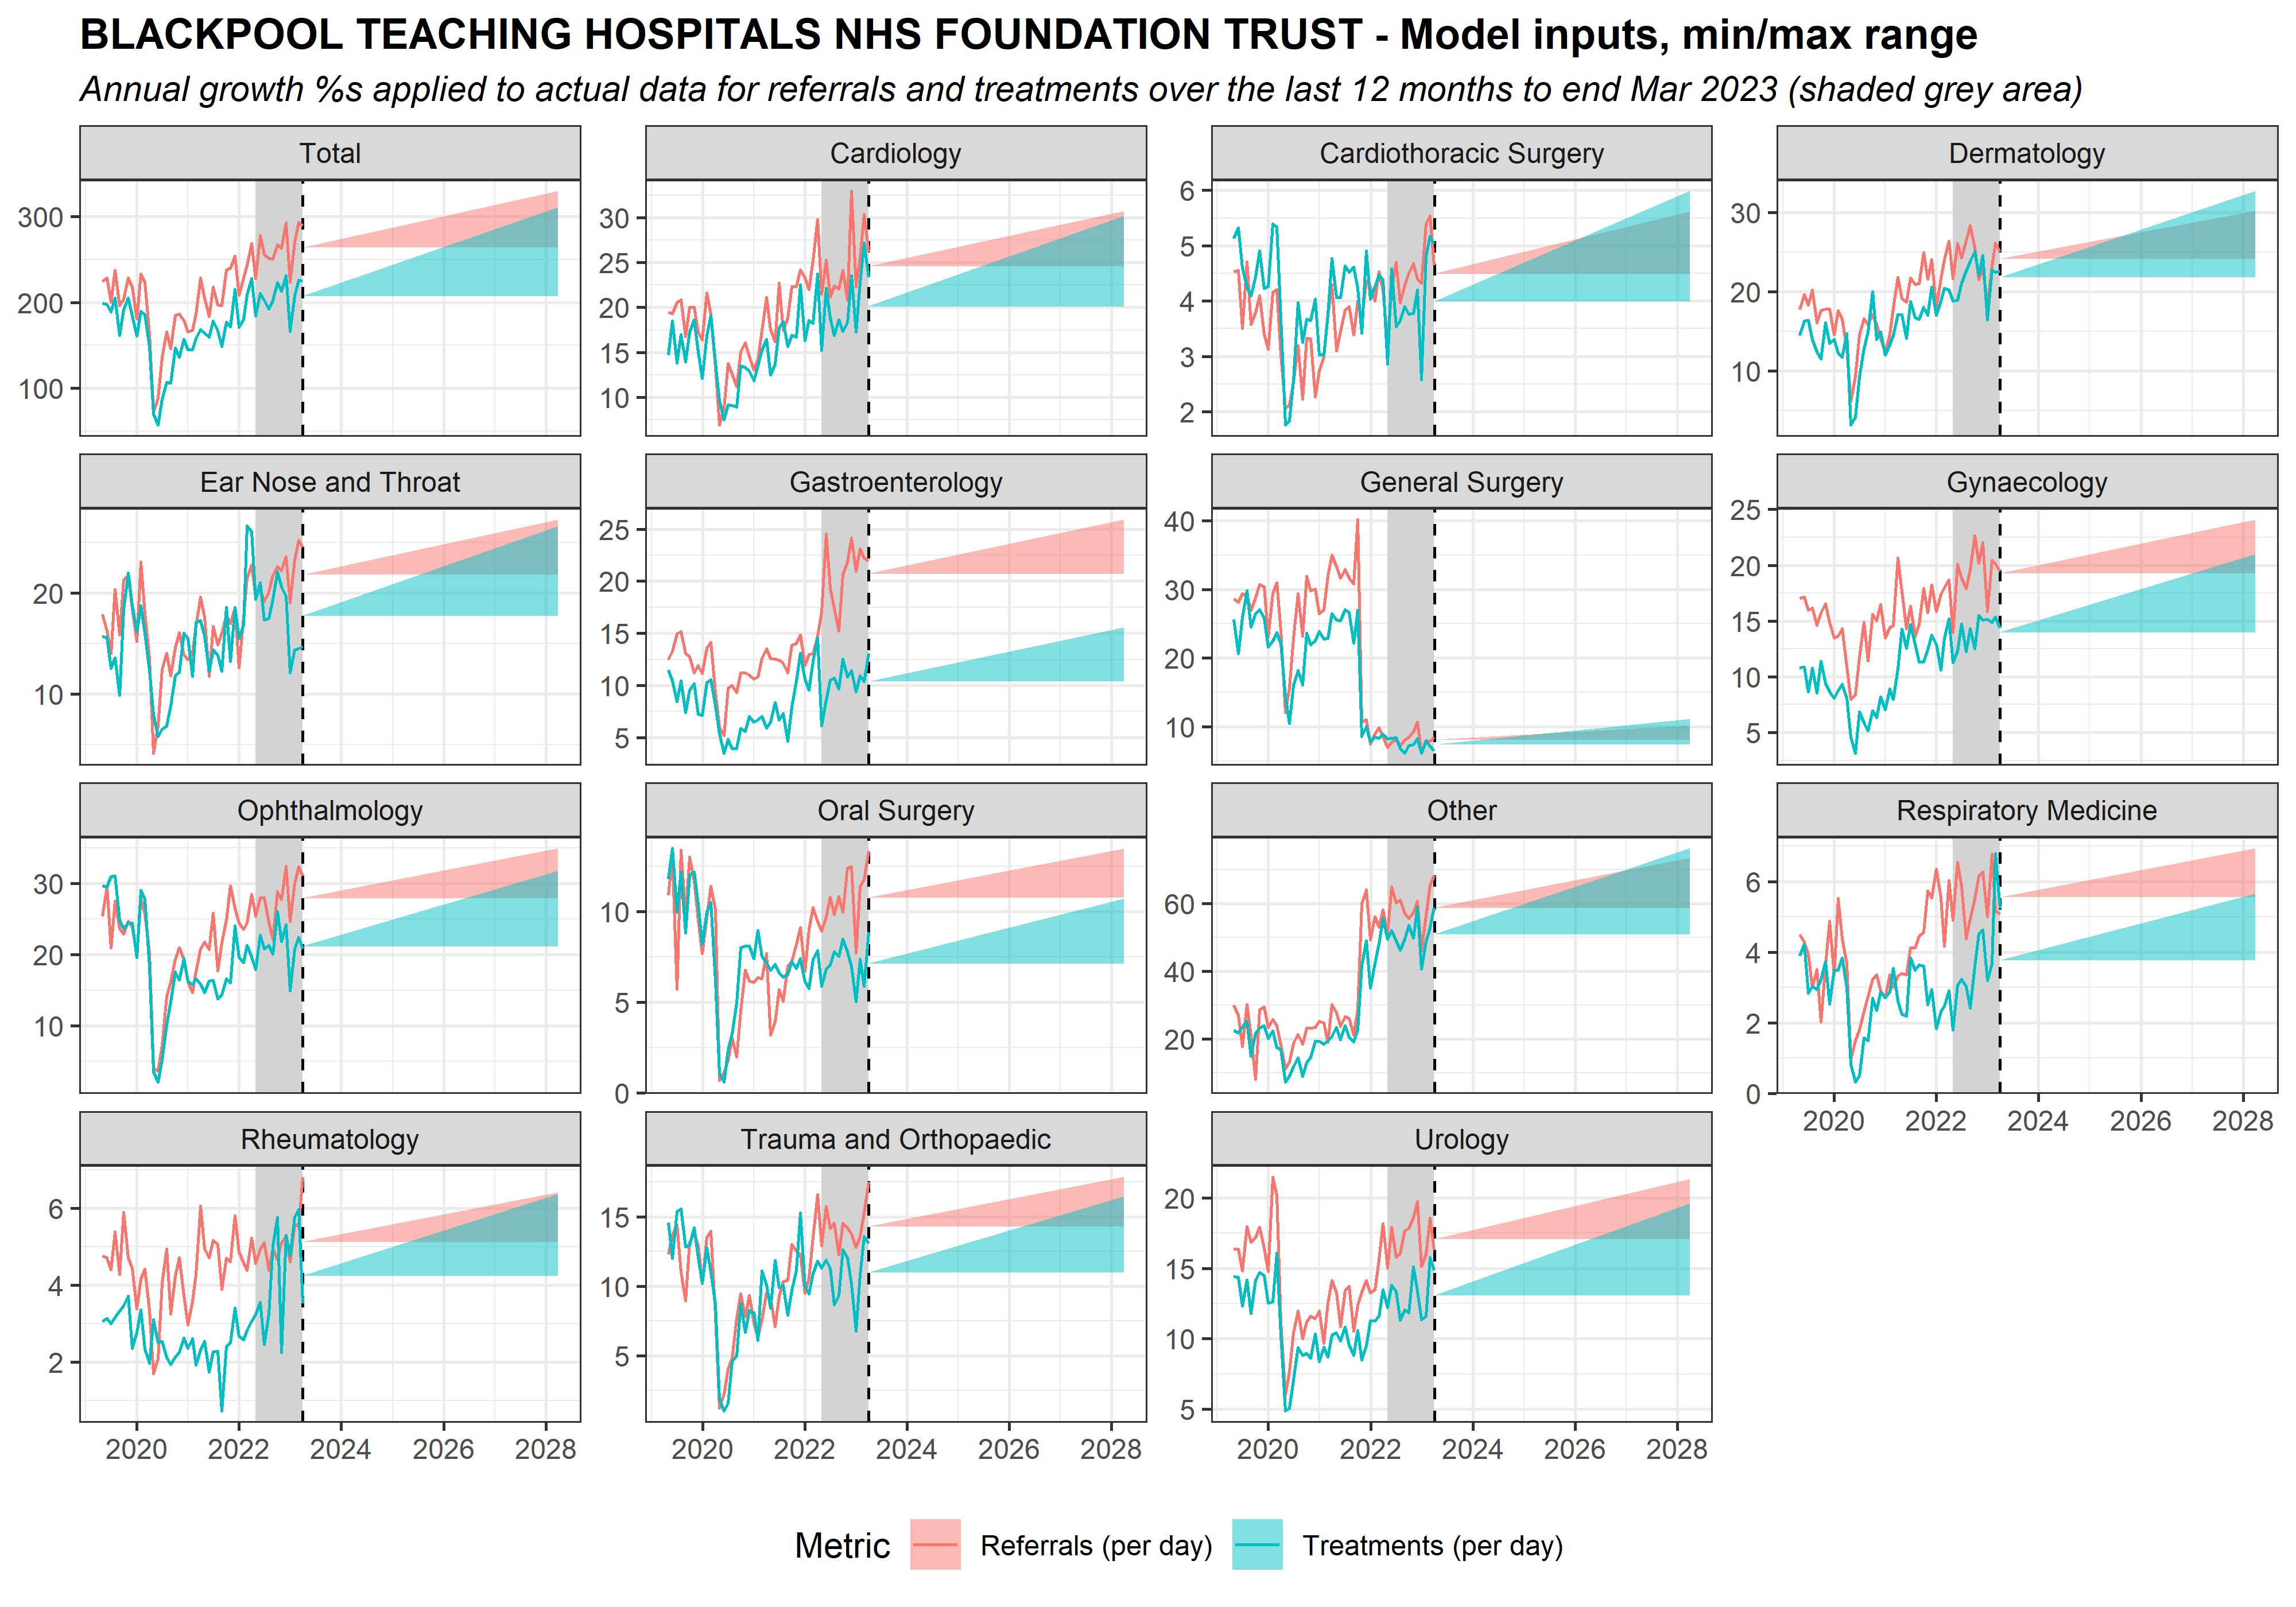 BLACKPOOL TEACHING HOSPITALS NHS FOUNDATION TRUST - Model inputs, min/max range
Annual growth %s applied to actual data for referrals and treatments over the last 12 months to end Mar 2023 (shaded grey area)
Total
Cardiology
Cardiothoracic Surgery
Dermatology
300
200
100
30
25
20
15
10
6
5
4
3
2
30
20
10
Ear Nose and Throat
Gastroenterology
General Surgery
Gynaecology
20
10
25
20
15
10
5
40
30
20
10
25
20
15
10
5
Ophthalmology
Oral Surgery
Other
Respiratory Medicine
30
20
10
10
5
0
60
40
20
6
4
2
0
2020 2022 2024 2026 2028
Rheumatology
Trauma and Orthopaedic
Urology
6
4
2
15
10
5
20
15
10
5
2020 2022 2024 2026 2028
2020 2022 2024 2026 2028
2020 2022 2024 2026 2028
Metric Referrals (per day) Treatments (per day)